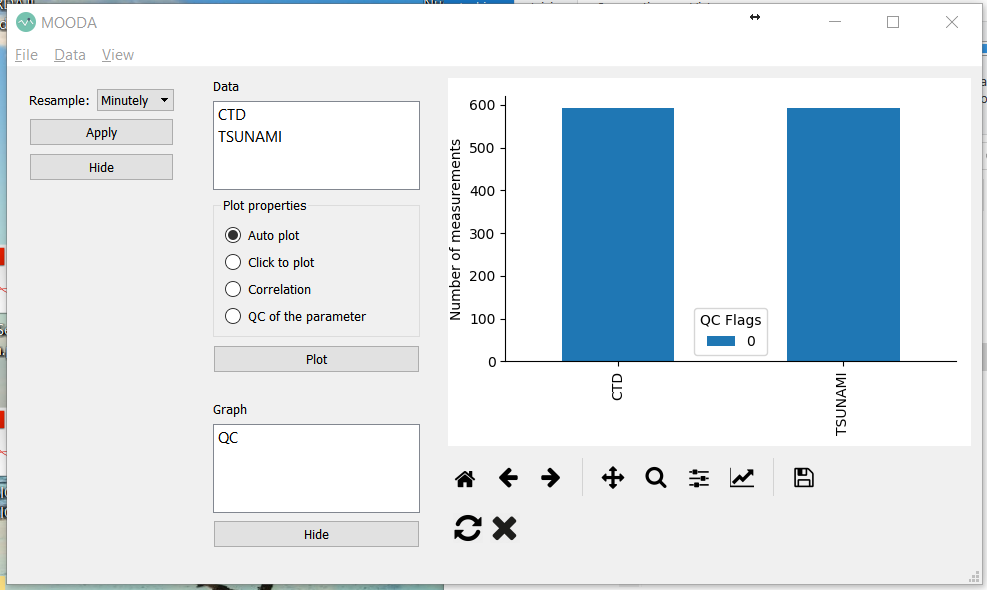 MOODA
File Data View
Resample: Minutely
Apply
Hide
Data
CTD
TSUNAMI
Plot properties
Auto plot
Click to plot
Correlation
QC of the parameter
Plot
Graph
QC
Hide
Number of measurements
600
500
400
300
200
100
0
QC Flags
0
CTD
TSUNAMI